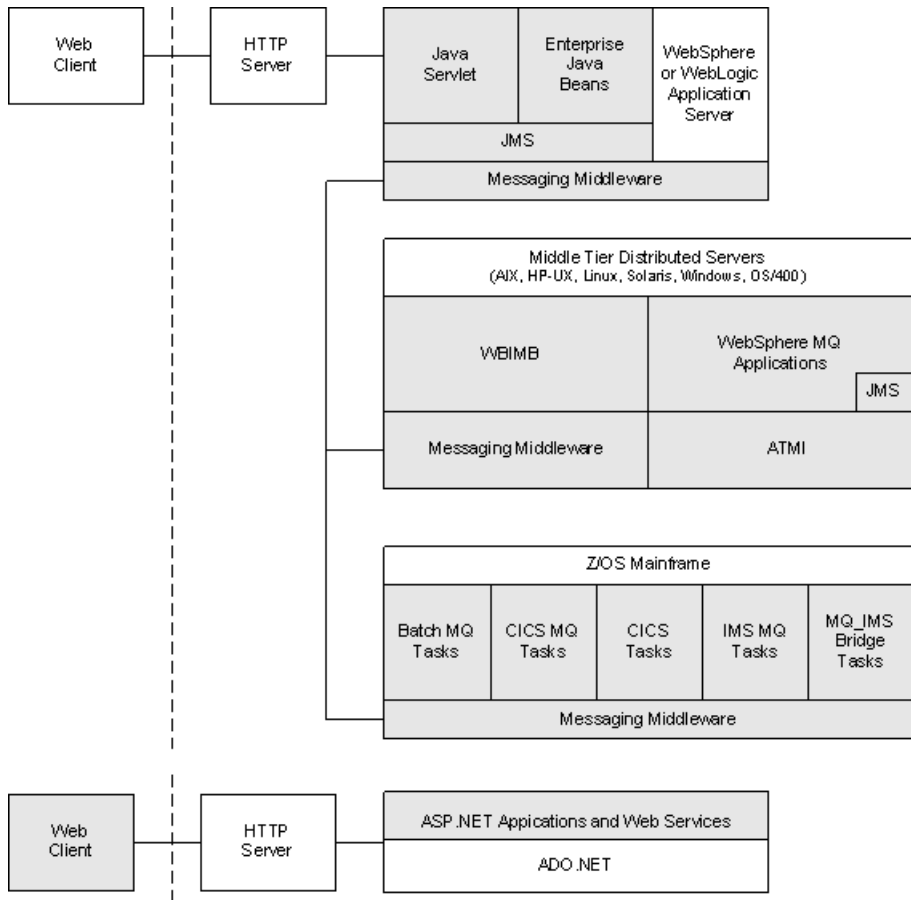 Web
Client
HTTP
Server
Java
Servlet
Enterprise
Java
Beans
WebSphere
or WebLogic
Application
Server
JMS
Messaging Middleware
Middle Tier Distributed Servers
(AIX, HP-UX, Linux, Solaris, Windows, OS/400)
WBIMB
WebSphere MQ
Applications
JMS
Messaging Middleware
ATMI
Z/OS Mainframe
Batch MQ
Tasks
CICS MQ
Tasks
CICS
Tasks
IMS MQ
Tasks
MQ_IMS
Bridge
Tasks
Messaging Middleware
Web
Client
HTTP
Server
ASP.NET Appications and Web Services
ADO.NET